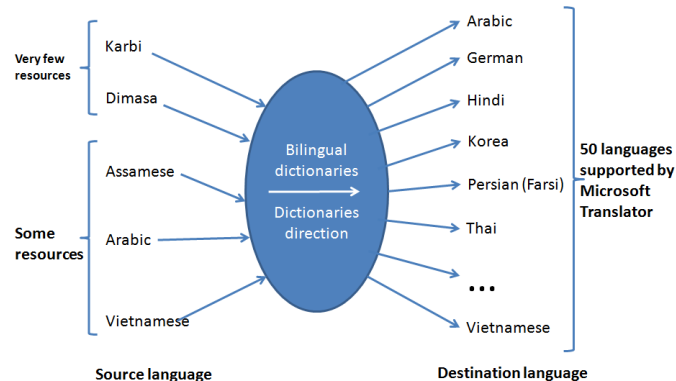 Very few
resources
Karbi
Dimasa
Some
resources
Assamese
Arabic
Vietnamese
Source language
Bilingual
dictionaries
Dictionaries
direction
Arabic
German
Hindi
Korea
Persian (Farsi)
Thai
...
Vietnamese
Destination language
50 languages
supported by
Microsoft
Translator